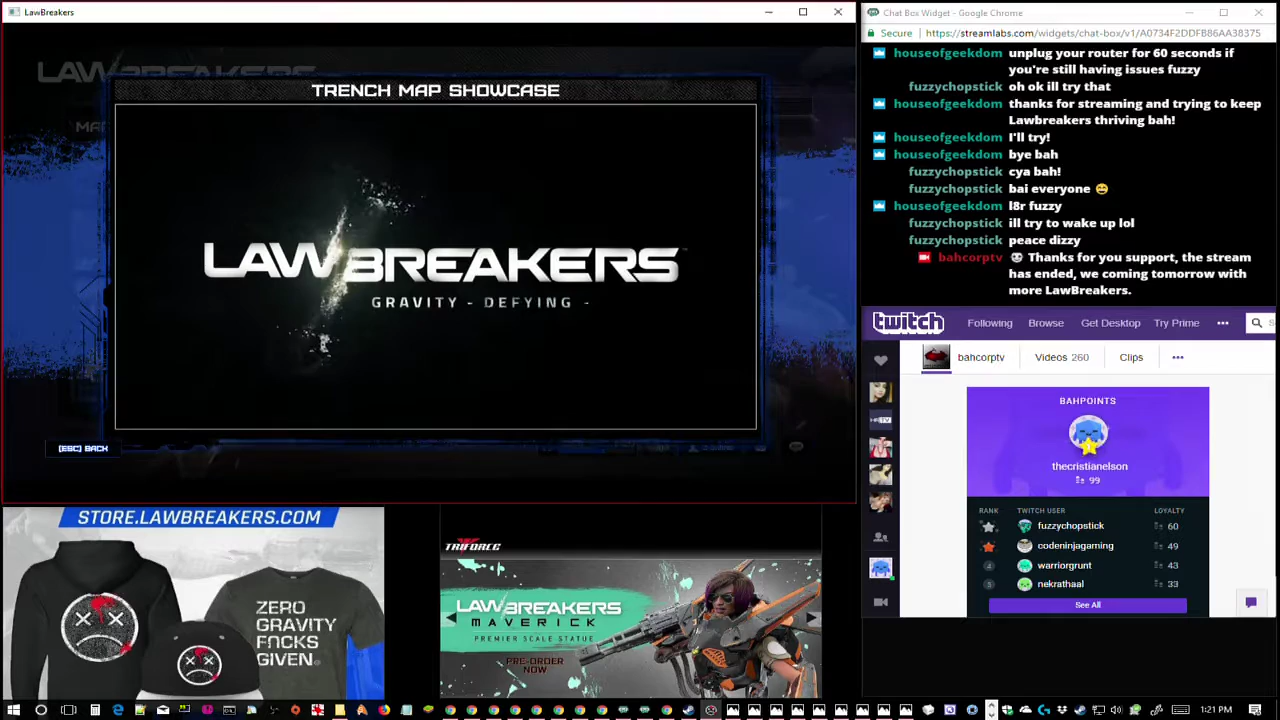 LawBreakers
LAWBREAKERS
TRENCH MAP SHOWCASE
LAWBREAKERS
GRAVITY - DEFYING -
[ESC] BACK
Chat Box Widget - Google Chrome
Secure
https://streamlabs.com/widgets/chat-box/v1/A0734F2DDFB86AA38375
houseofgeekdom unplug your router for 60 seconds if
you're still having issues fuzzy
fuzzychopstick oh ok ill try that
houseofgeekdom thanks for streaming and trying to keep
Lawbreakers thriving bah!
houseofgeekdom I'll try!
houseofgeekdom bye bah
fuzzychopstick cya bah!
fuzzychopstick bai everyone 😄
houseofgeekdom l8r fuzzy
fuzzychopstick ill try to wake up lol
fuzzychopstick peace dizzy
bahcorptv Thanks for you support, the stream
has ended, we coming tomorrow with
more LawBreakers.
twitch Following Browse Get Desktop Try Prime ••• S
bahcorptv Videos 260 Clips •••
BAHPOINTS
thecristianelson
99
RANK TWITCH USER LOYALTY
fuzzychopstick 60
codeninjagaming 49
4 warriorgrunt 43
5 nekrathaal 33
See All
STORE.LAWBREAKERS.COM
ZERO
GRAVITY
FXCKS
GIVEN
TRIFORCE
LAWBREAKERS
MAVERICK
PREMIER SCALE STATUE
PRE-ORDER
NOW
1:21 PM